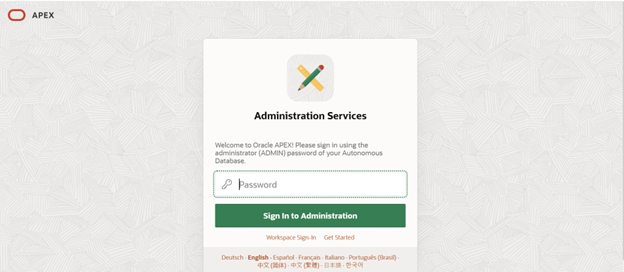 APEX
Administration Services
Welcome to Oracle APEX! Please sign in using the
administrator (ADMIN) password of your Autonomous
Database.
Password
Sign In to Administration
Workspace Sign-In Get Started
Deutsch · English · Español · Français · Italiano · Português (Brasil) ·
中文 (简体) · 中文 (繁體) · 日本語 · 한국어